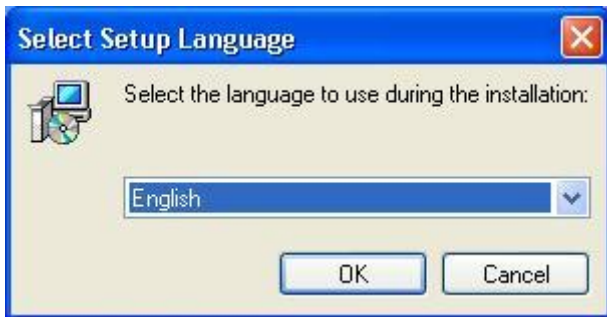 Select Setup Language
Select the language to use during the installation:
English
OK
Cancel